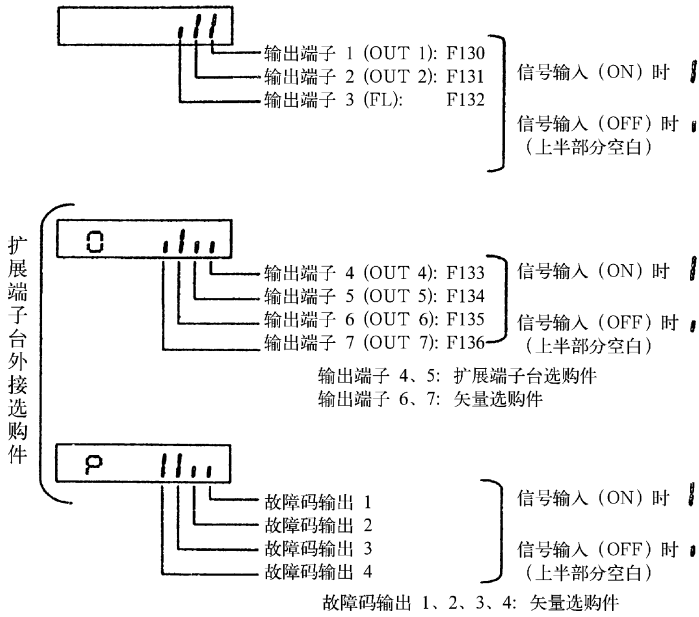 输出端子 1 (OUT 1): F130
输出端子 2 (OUT 2): F131
输出端子 3 (FL): F132
信号输入（ON）时
信号输入（OFF）时
（上半部分空白）
扩展端子台外接选购件
O
输出端子 4 (OUT 4): F133
输出端子 5 (OUT 5): F134
输出端子 6 (OUT 6): F135
输出端子 7 (OUT 7): F136
信号输入（ON）时
信号输入（OFF）时
（上半部分空白）
输出端子 4、5: 扩展端子台选购件
输出端子 6、7: 矢量选购件
P
故障码输出 1
故障码输出 2
故障码输出 3
故障码输出 4
信号输入（ON）时
信号输入（OFF）时
（上半部分空白）
故障码输出 1、2、3、4: 矢量选购件